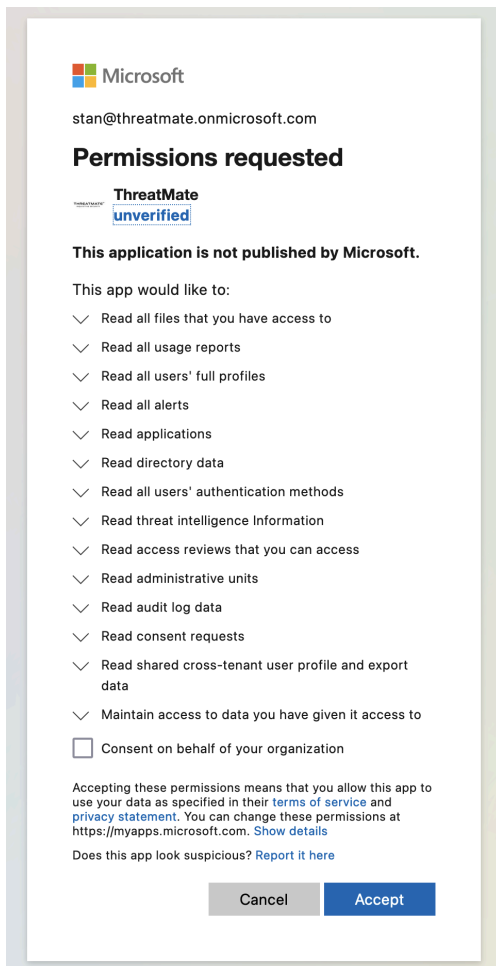 Microsoft
stan@threatmate.onmicrosoft.com
Permissions requested
THREATMATE
ThreatMate
unverified
This application is not published by Microsoft.
This app would like to:
Read all files that you have access to
Read all usage reports
Read all users' full profiles
Read all alerts
Read applications
Read directory data
Read all users' authentication methods
Read threat intelligence Information
Read access reviews that you can access
Read administrative units
Read audit log data
Read consent requests
Read shared cross-tenant user profile and export
data
Maintain access to data you have given it access to
Consent on behalf of your organization
Accepting these permissions means that you allow this app to
use your data as specified in their terms of service and
privacy statement. You can change these permissions at
https://myapps.microsoft.com. Show details
Does this app look suspicious? Report it here
Cancel Accept